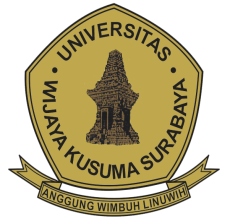 UNIVERSITAS
WIJAYA KUSUMA SURABAYA
ANGGUNG WIMBUH LINUWIH